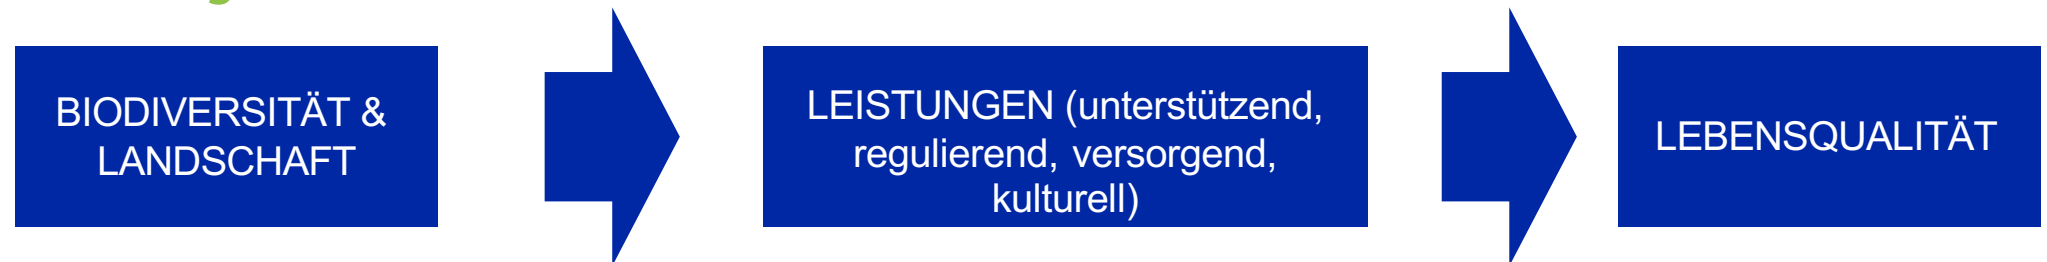 BIODIVERSITÄT &
LANDSCHAFT
LEISTUNGEN (unterstützend,
regulierend, versorgend,
kulturell)
LEBENSQUALITÄT